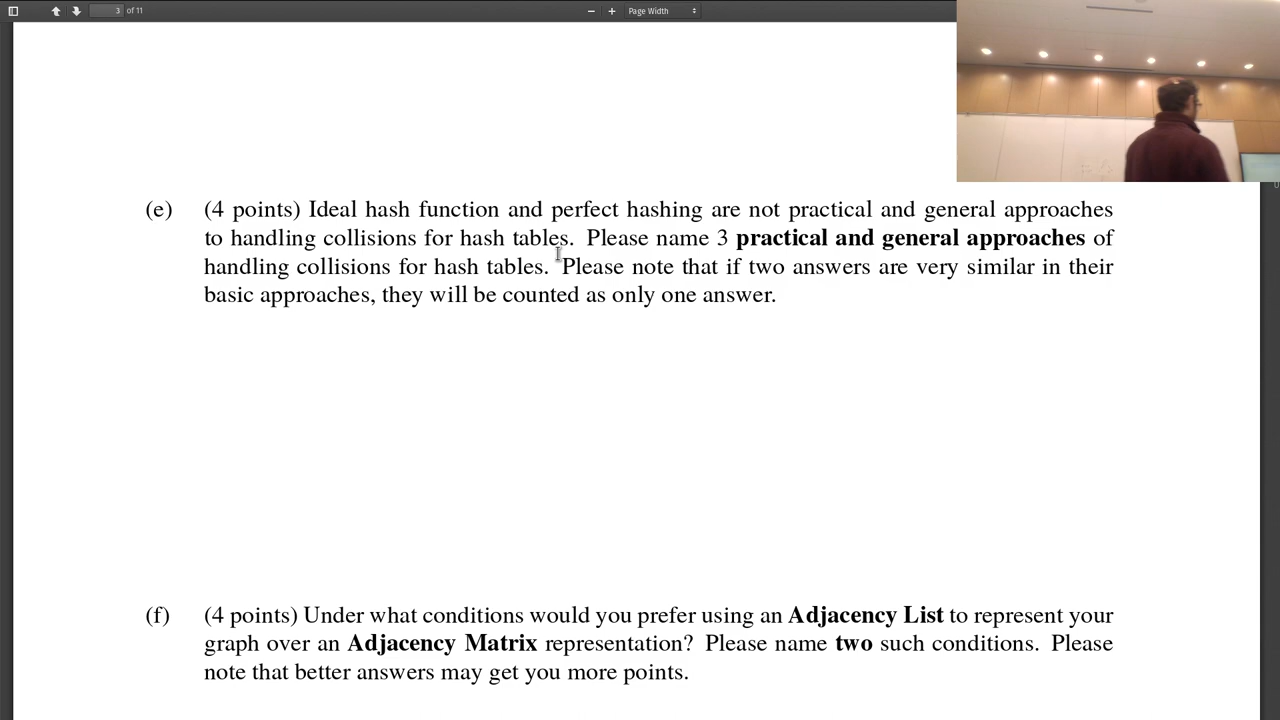 3 of 11
Page Width
(e) (4 points) Ideal hash function and perfect hashing are not practical and general approaches
to handling collisions for hash tables. Please name 3 practical and general approaches of
handling collisions for hash tables. Please note that if two answers are very similar in their
basic approaches, they will be counted as only one answer.
(f) (4 points) Under what conditions would you prefer using an Adjacency List to represent your
graph over an Adjacency Matrix representation? Please name two such conditions. Please
note that better answers may get you more points.